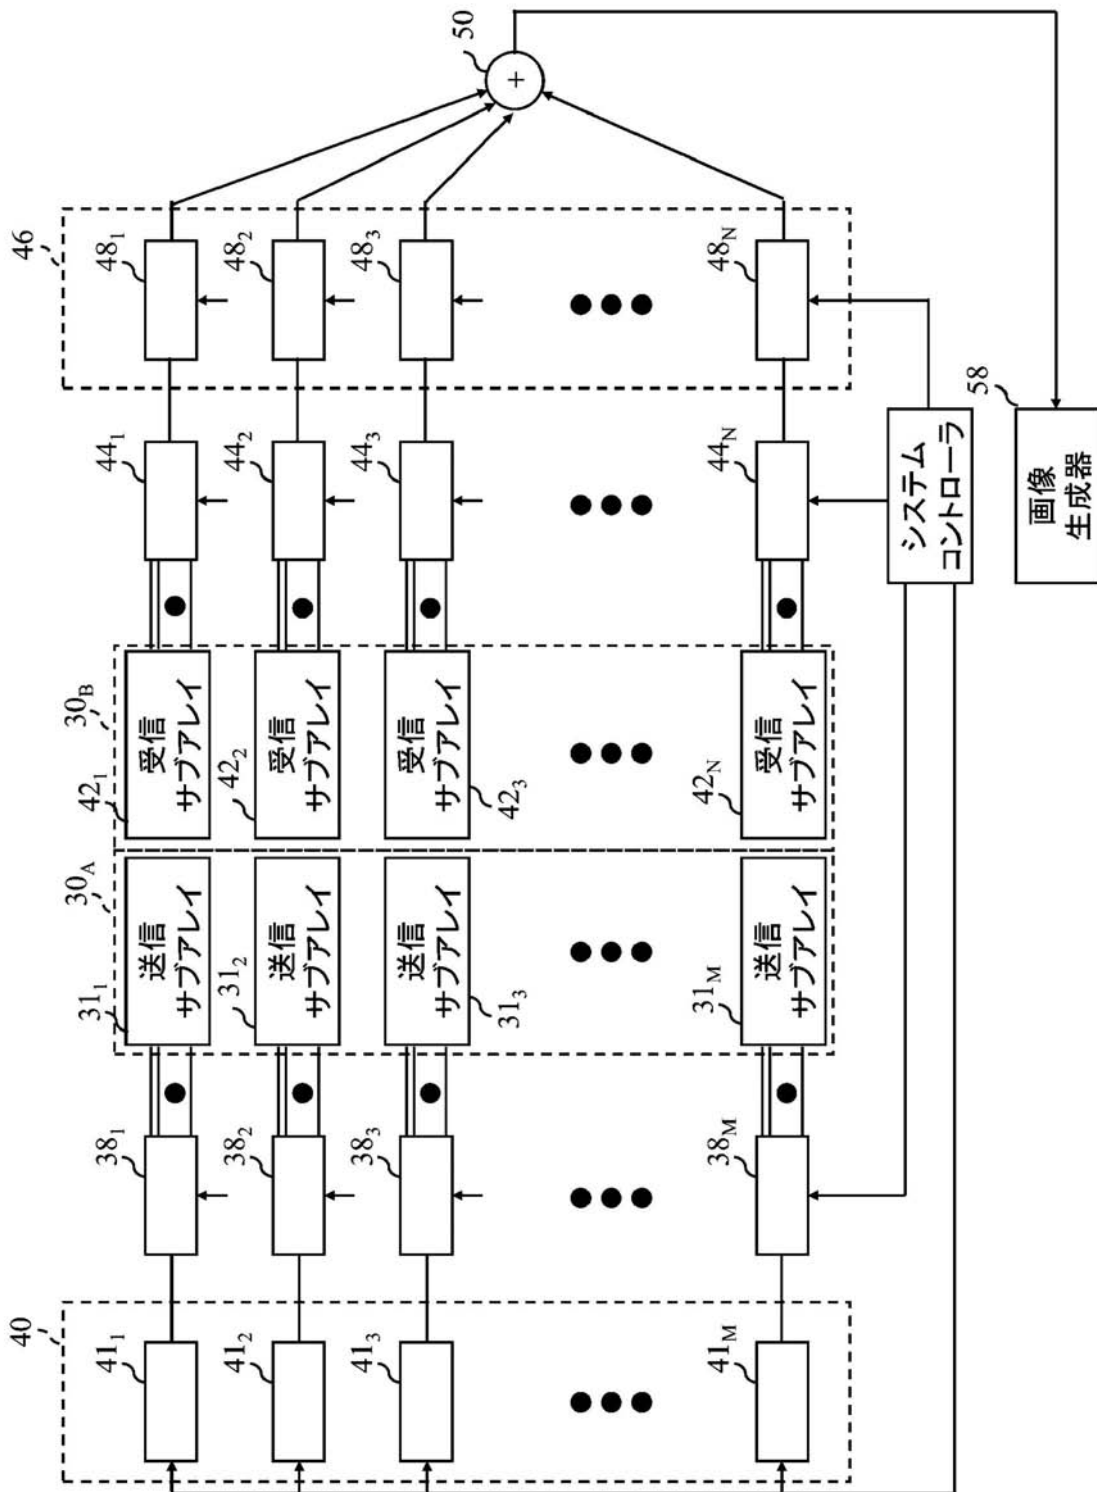 40
41₁
41₂
41₃
41M
38₁
38₂
38₃
38M
30A
31₁
送信
サブアレイ
31₂
送信
サブアレイ
31₃
送信
サブアレイ
31M
送信
サブアレイ
30B
42₁
受信
サブアレイ
42₂
受信
サブアレイ
42₃
受信
サブアレイ
42N
受信
サブアレイ
44₁
44₂
44₃
44N
46
48₁
48₂
48₃
48N
50
+
システム
コントローラ
58
画像
生成器